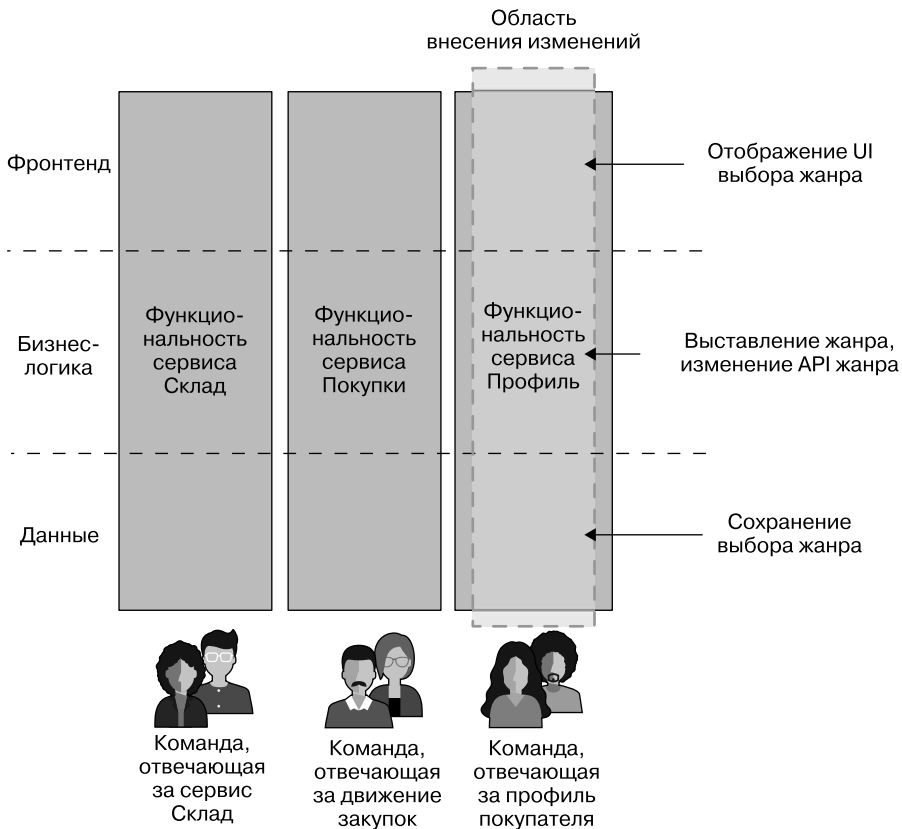 Область
внесения изменений
Фронтенд
Отображение UI
выбора жанра
Бизнес-
логика
Функцио-
нальность
сервиса
Склад
Функцио-
нальность
сервиса
Покупки
Функцио-
нальность
сервиса
Профиль
Выставление жанра,
изменение API жанра
Данные
Сохранение
выбора жанра
Команда,
отвечающая
за сервис
Склад
Команда,
отвечающая
за движение
закупок
Команда,
отвечающая
за профиль
покупателя